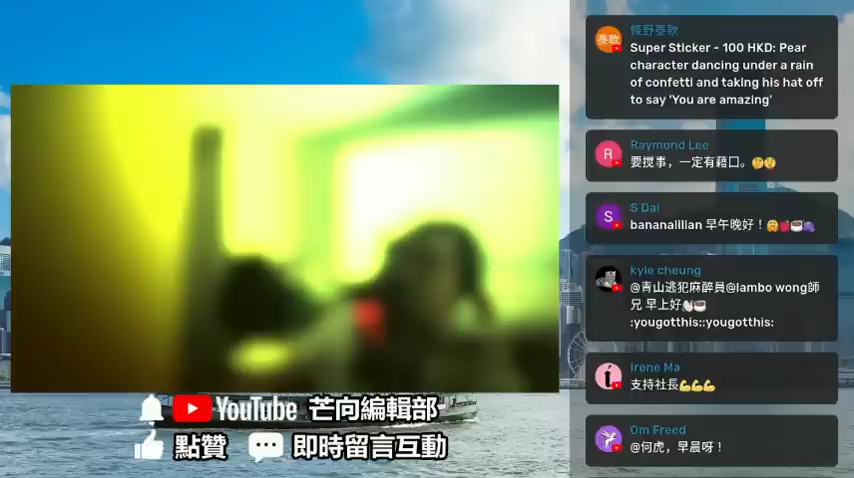 條野泰歡
泰歡
Super Sticker - 100 HKD: Pear
character dancing under a rain
of confetti and taking his hat off
to say 'You are amazing'
Raymond Lee
R
要搅事，一定有藉口。
S Dai
S
bananallllan 早午晚好！
kyle cheung
@青山逃犯麻醉員@lambo wong師
兄 早上好
:yougotthis::yougotthis:
Irene Ma
í
支持社長
Om Freed
@何虎，早晨呀！
YouTube 芒向編輯部
點贊 即時留言互動